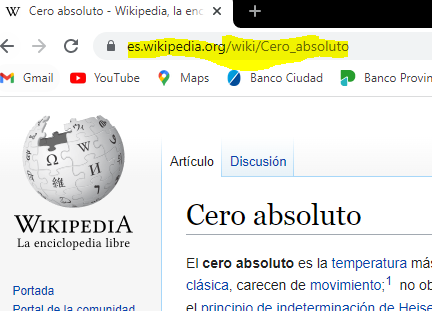 Cero absoluto - Wikipedia, la enc
es.wikipedia.org/wiki/Cero_absoluto
Gmail YouTube Maps Banco Ciudad Banco Provin
Artículo Discusión
WIKIPEDIA
La enciclopedia libre
Cero absoluto
El cero absoluto es la temperatura más
clásica, carecen de movimiento;1 no ob
el principio de indeterminación de Heise
Portada
Portal de la comunidad